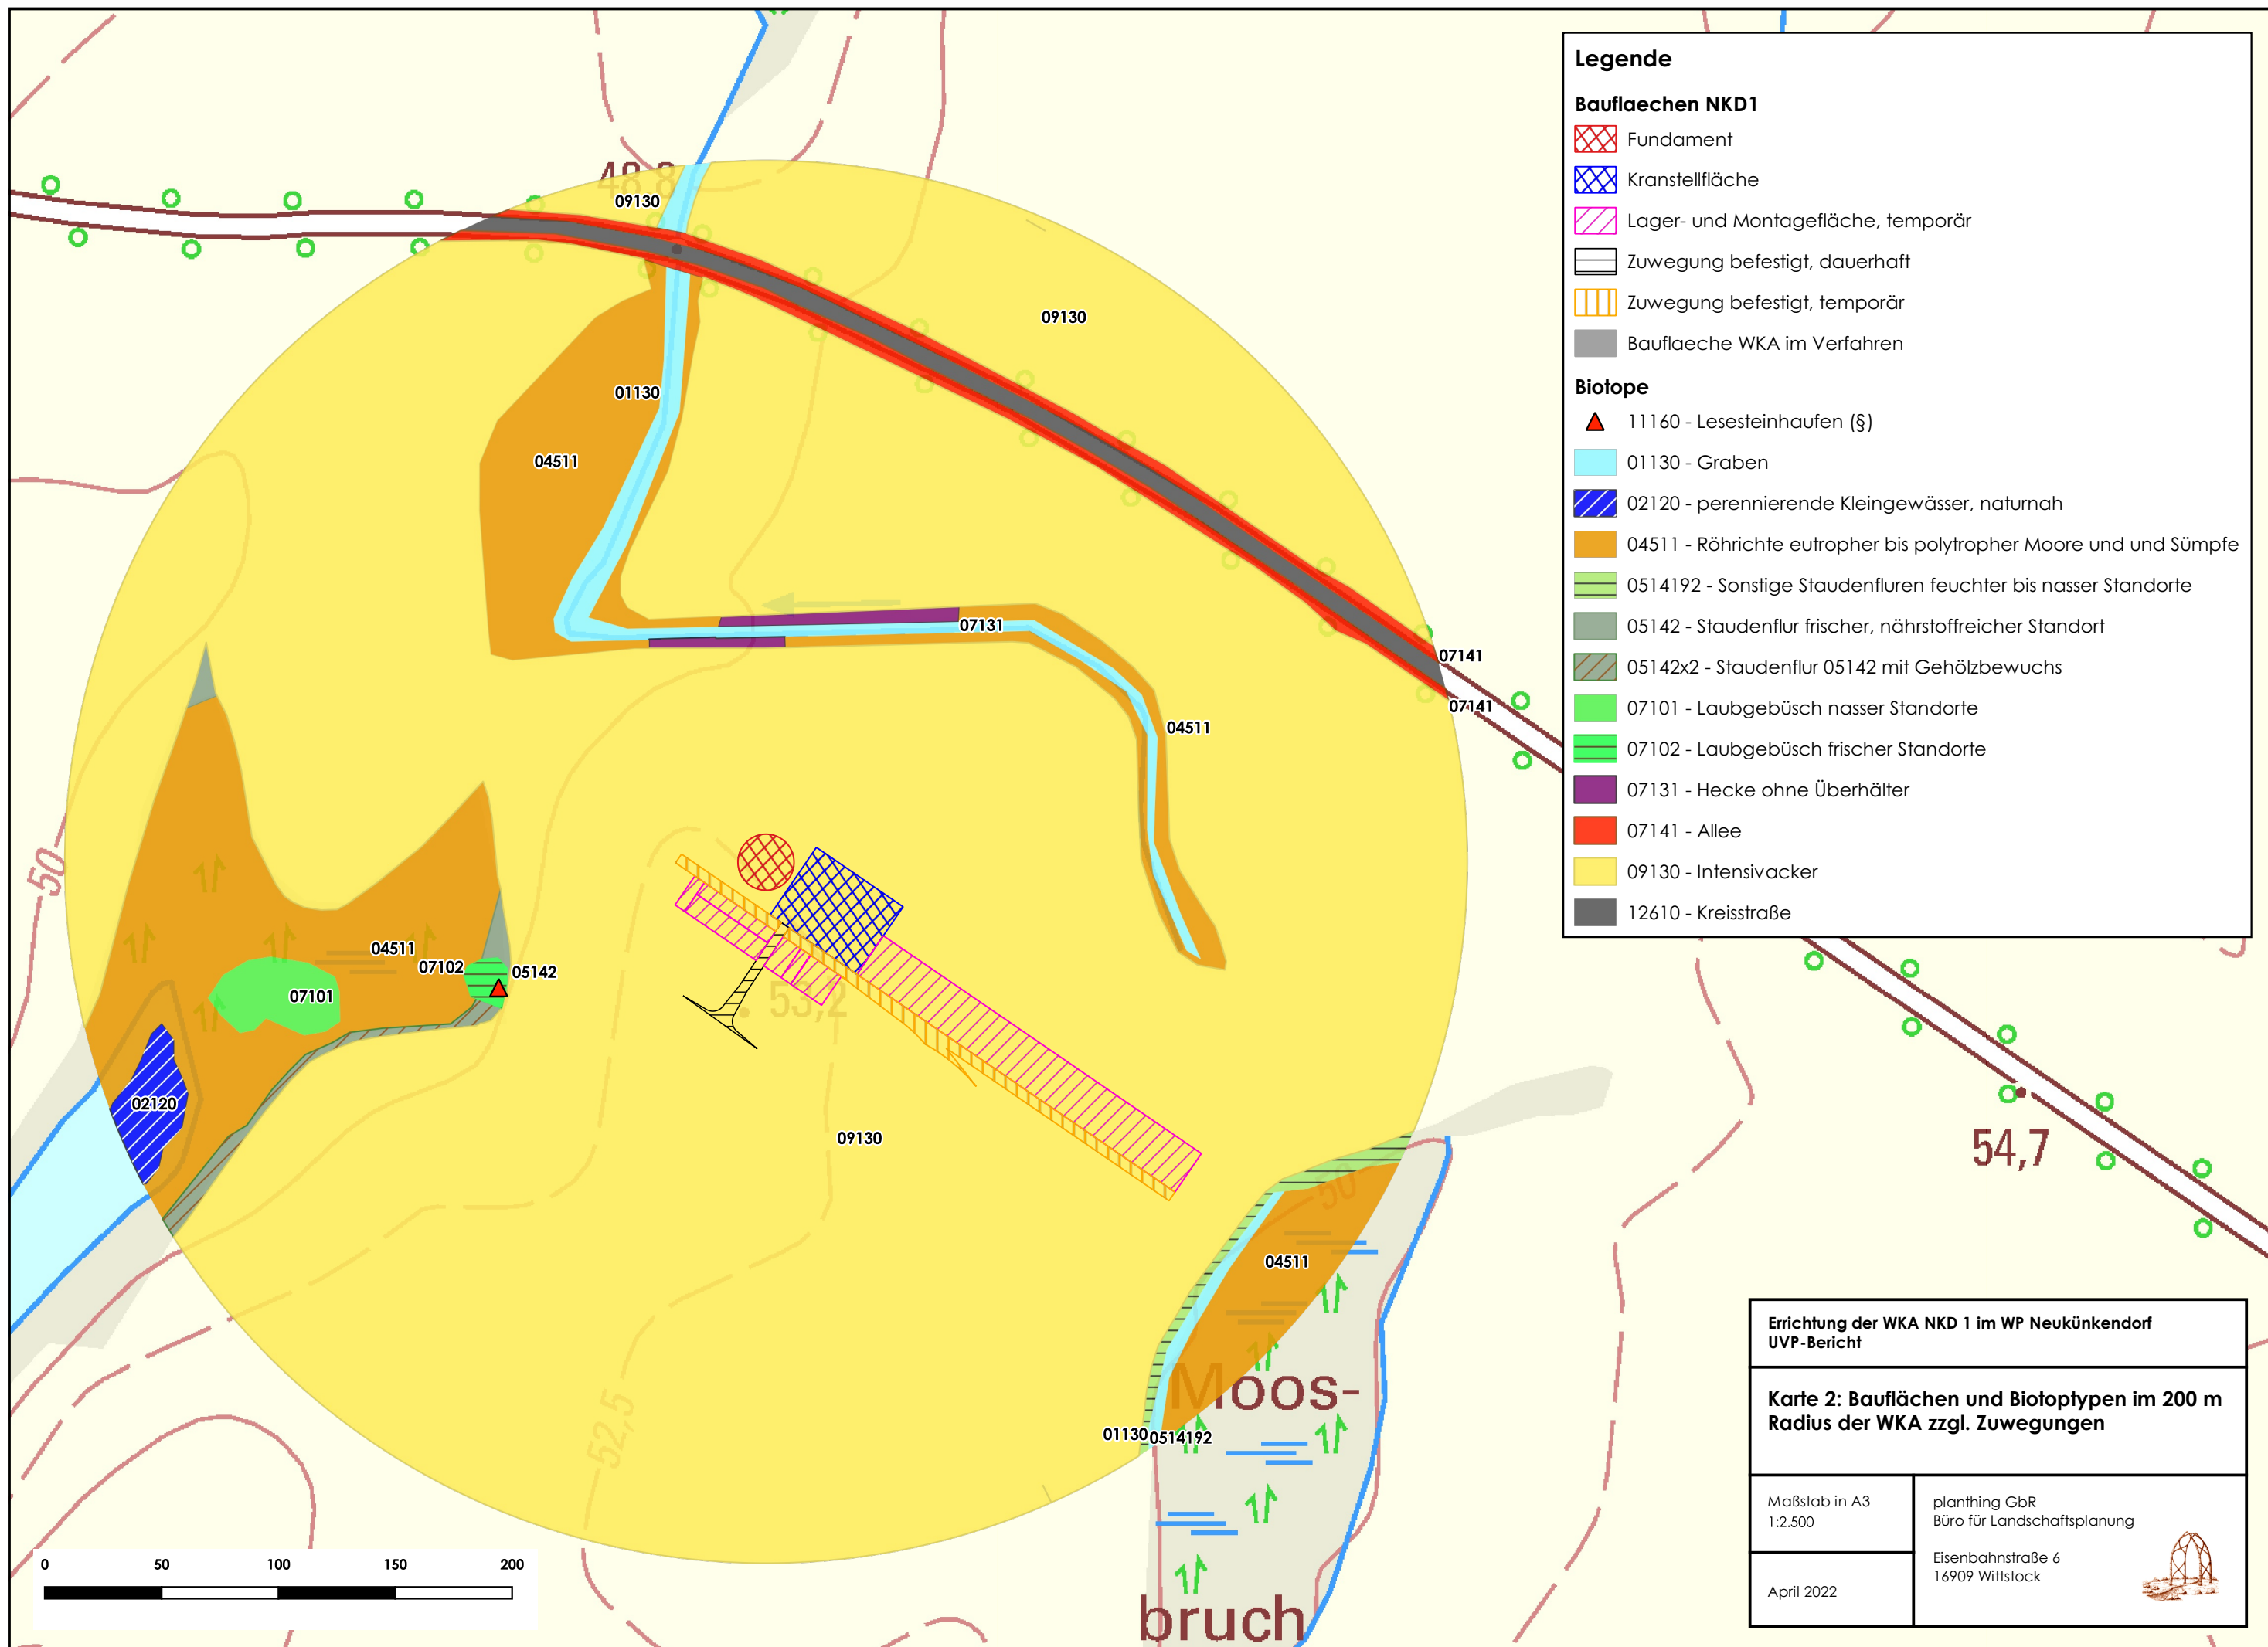 Legende
Bauflaechen NKD1
Fundament
Kranstellfläche
Lager- und Montagefläche, temporär
Zuwegung befestigt, dauerhaft
Zuwegung befestigt, temporär
Bauflaeche WKA im Verfahren
Biotope
11160 - Lesesteinhaufen (§)
01130 - Graben
02120 - perennierende Kleingewässer, naturnah
04511 - Röhrichte eutropher bis polytropher Moore und und Sümpfe
0514192 - Sonstige Staudenfluren feuchter bis nasser Standorte
05142 - Staudenflur frischer, nährstoffreicher Standort
05142x2 - Staudenflur 05142 mit Gehölzbewuchs
07101 - Laubgebüsch nasser Standorte
07102 - Laubgebüsch frischer Standorte
07131 - Hecke ohne Überhälter
07141 - Allee
09130 - Intensivacker
12610 - Kreisstraße
48,8
09130
09130
01130
04511
07131
07141
07141
04511
50
04511
07102
05142
07101
53,2
02120
09130
54,7
50
04511
Moos-
52,5
01130
0514192
bruch
0
50
100
150
200
Errichtung der WKA NKD 1 im WP Neukünkendorf
UVP-Bericht
Karte 2: Bauflächen und Biotoptypen im 200 m
Radius der WKA zzgl. Zuwegungen
Maßstab in A3
1:2.500
April 2022
planthing GbR
Büro für Landschaftsplanung
Eisenbahnstraße 6
16909 Wittstock